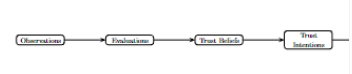 Observations
Evaluations
Trust Beliefs
Trust
Intentions